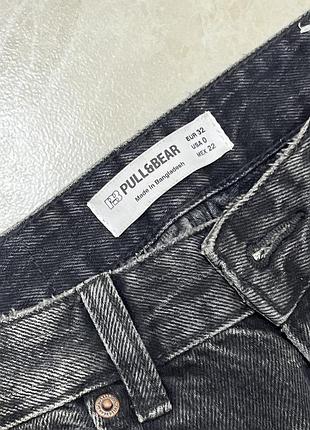 PULL&BEAR
Made in Bangladesh
EUR 32
USA 0
MEX 22